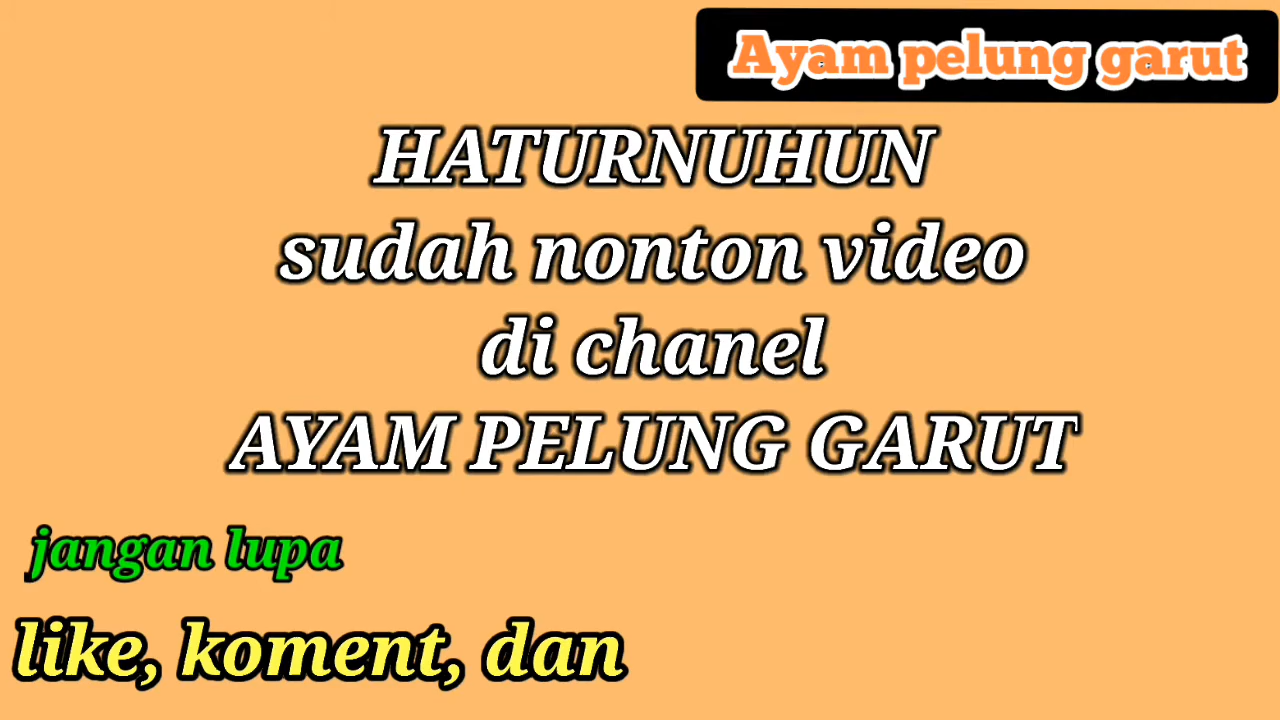 Ayam pelung garut
HATURNUHUN
sudah nonton video
di chanel
AYAM PELUNG GARUT
jangan lupa
like, koment, dan